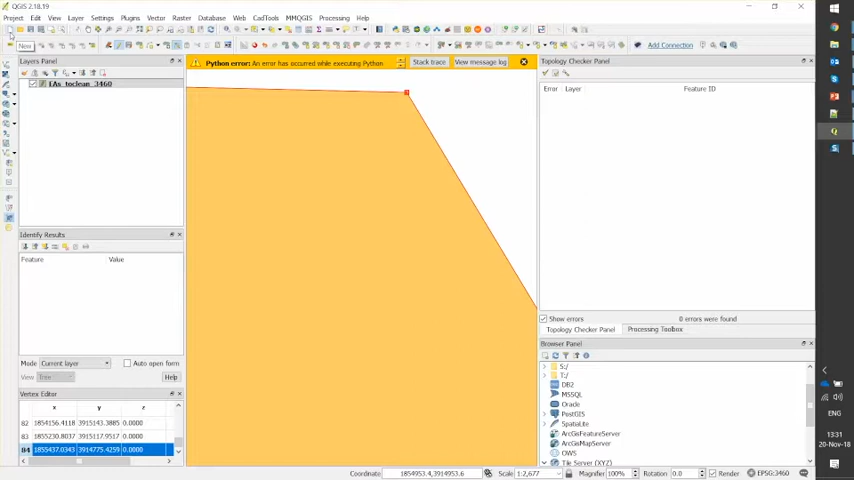 QGIS 2.18.19
Project Edit View Layer Settings Plugins Vector Raster Database Web CadTools MMQGIS Processing Help
New
Add Connection
Layers Panel
EAs_toclean_3460
Python error: An error has occurred while executing Python
Stack trace
View message log
Topology Checker Panel
Error Layer Feature ID
Identify Results
Feature Value
Mode Current layer
Auto open form
View Tree
Help
Vertex Editor
x y z
82 1854156.4118 3915143.3885 0.0000
83 1855230.8037 3915117.9517 0.0000
84 1855437.0343 3914775.4259 0.0000
Show errors
0 errors were found
Topology Checker Panel
Processing Toolbox
Browser Panel
S:/
T:/
DB2
MSSQL
Oracle
PostGIS
SpatiaLite
ArcGisFeatureServer
ArcGisMapServer
OWS
Tile Server (XYZ)
Coordinate 1854953.4,3914953.6
Scale 1:2,677
Magnifier 100%
Rotation 0.0
Render
EPSG:3460
ENG
13:31
20-Nov-18